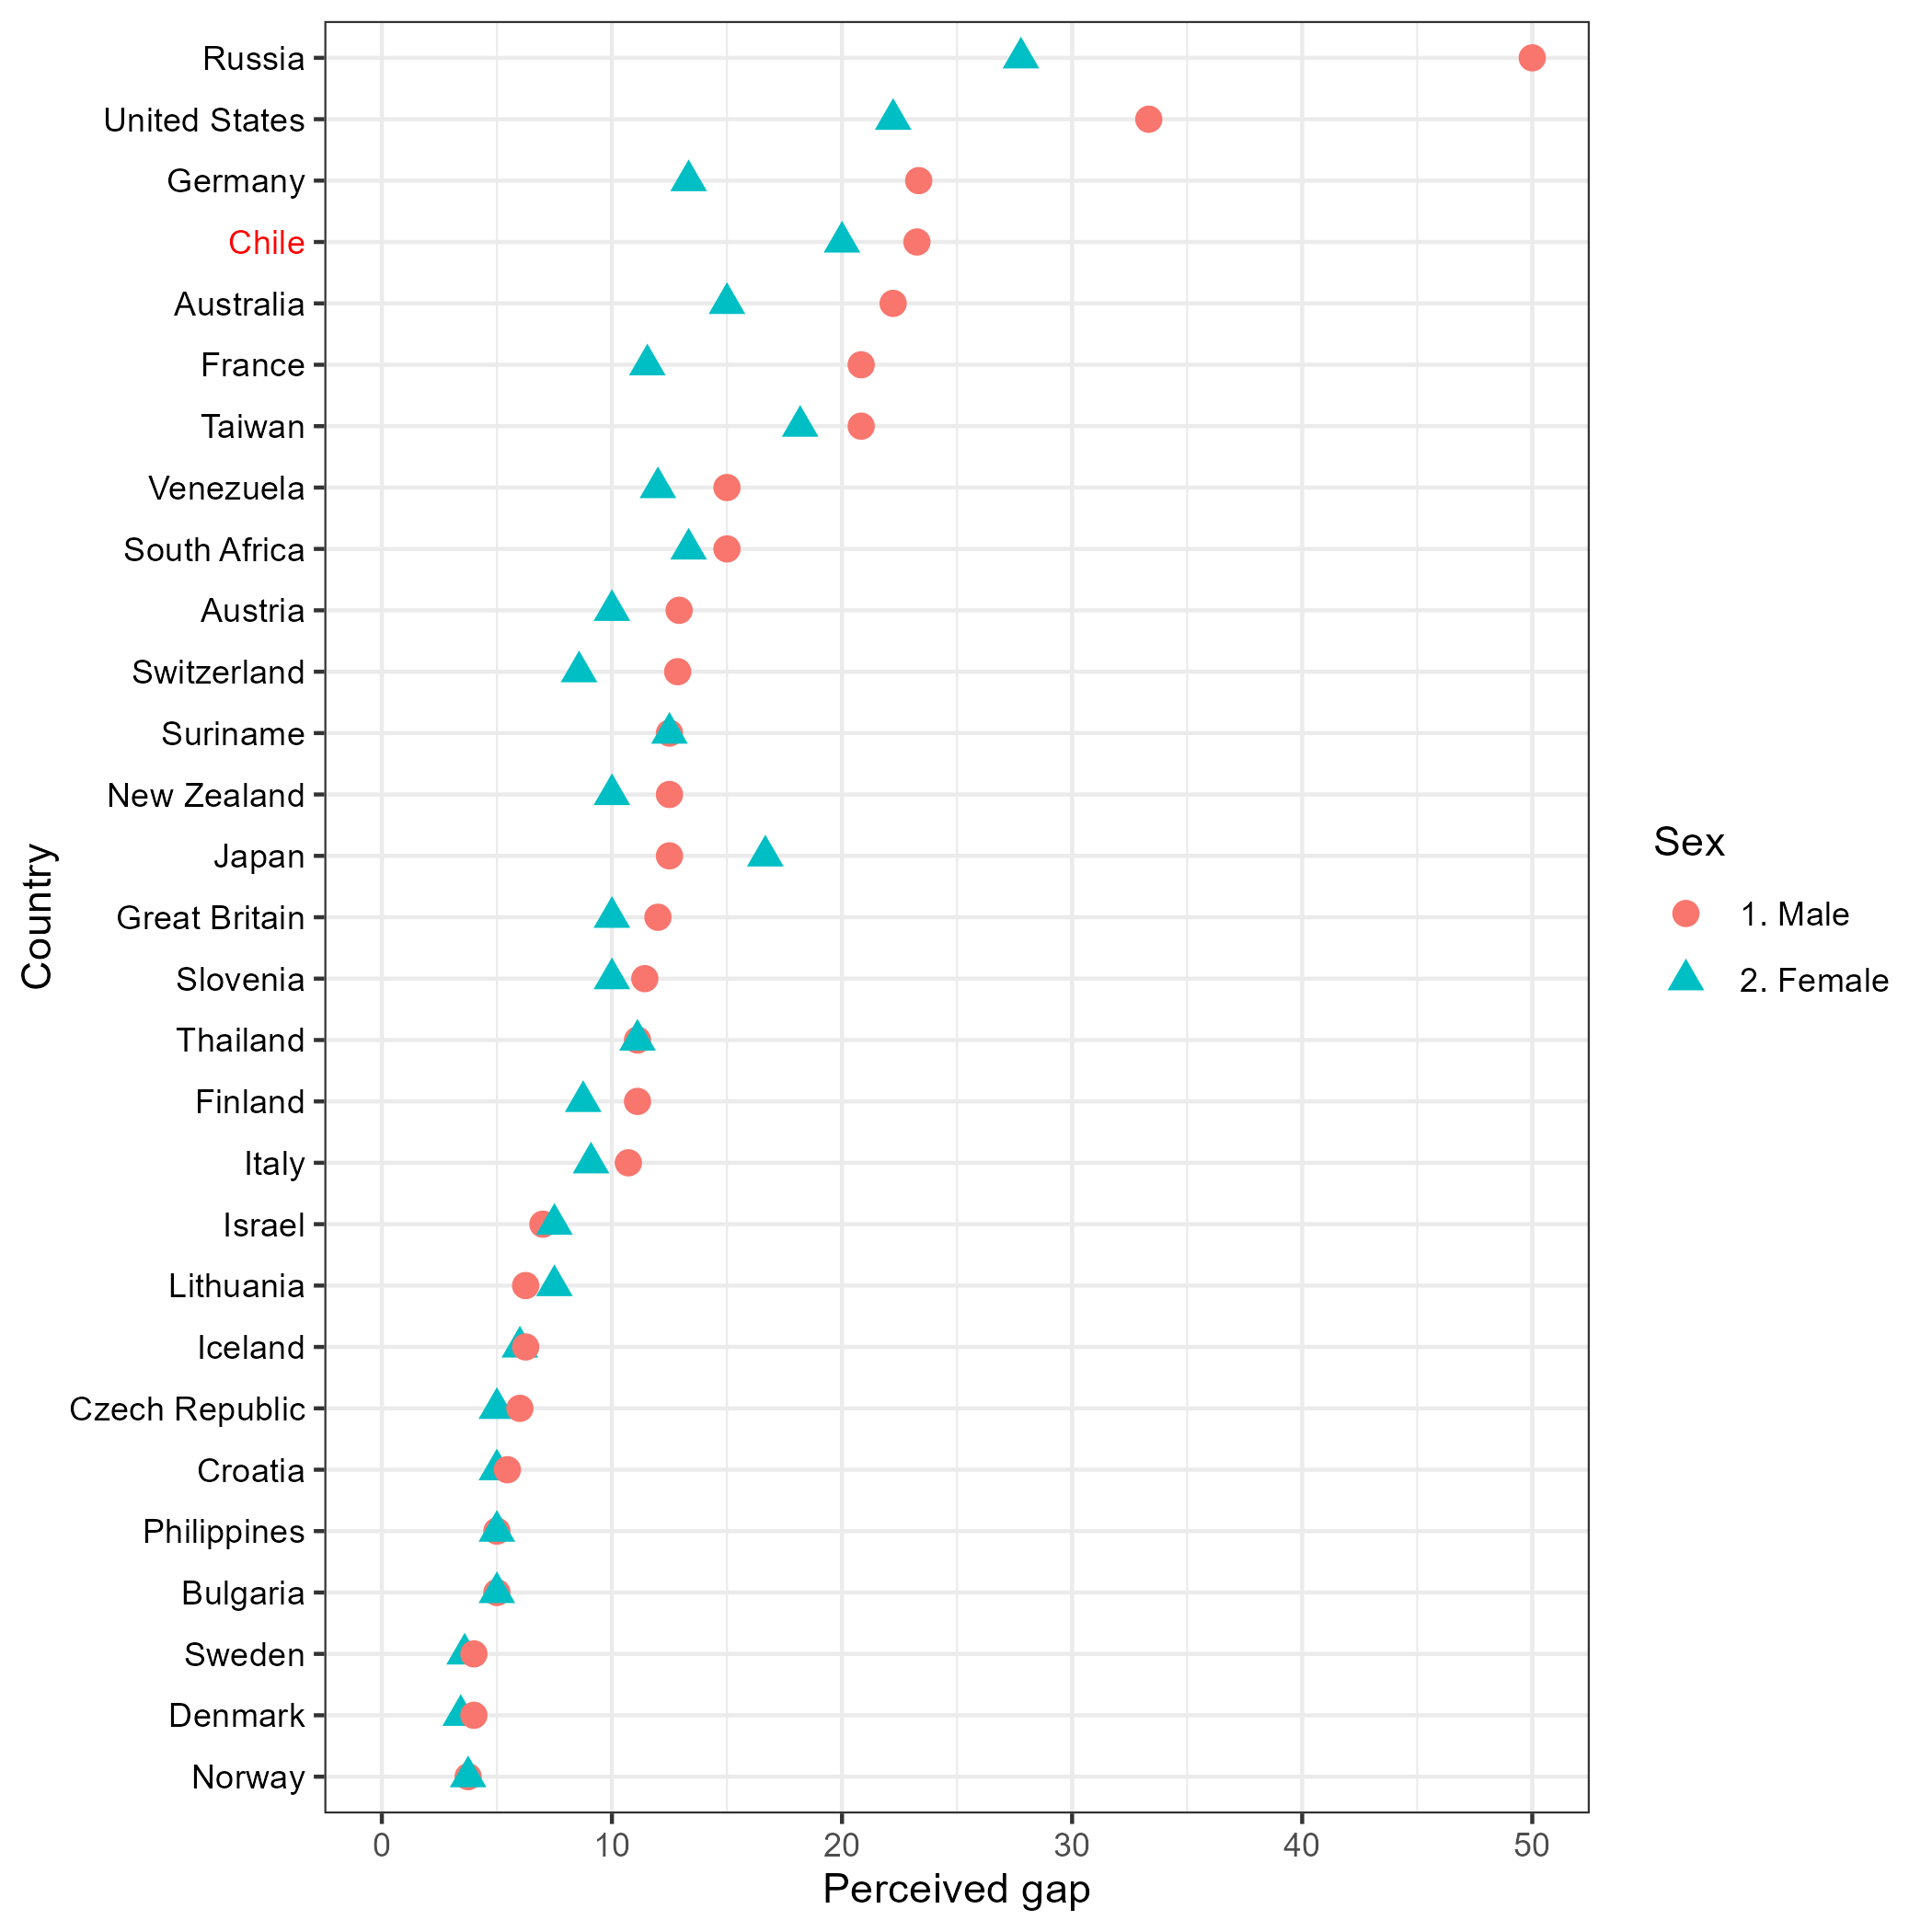 Russia
United States
Germany
Chile
Australia
France
Taiwan
Venezuela
South Africa
Austria
Switzerland
Suriname
New Zealand
Japan
Great Britain
Slovenia
Thailand
Finland
Italy
Israel
Lithuania
Iceland
Czech Republic
Croatia
Philippines
Bulgaria
Sweden
Denmark
Norway
Country
0 10 20 30 40 50
Perceived gap
Sex
1. Male
2. Female